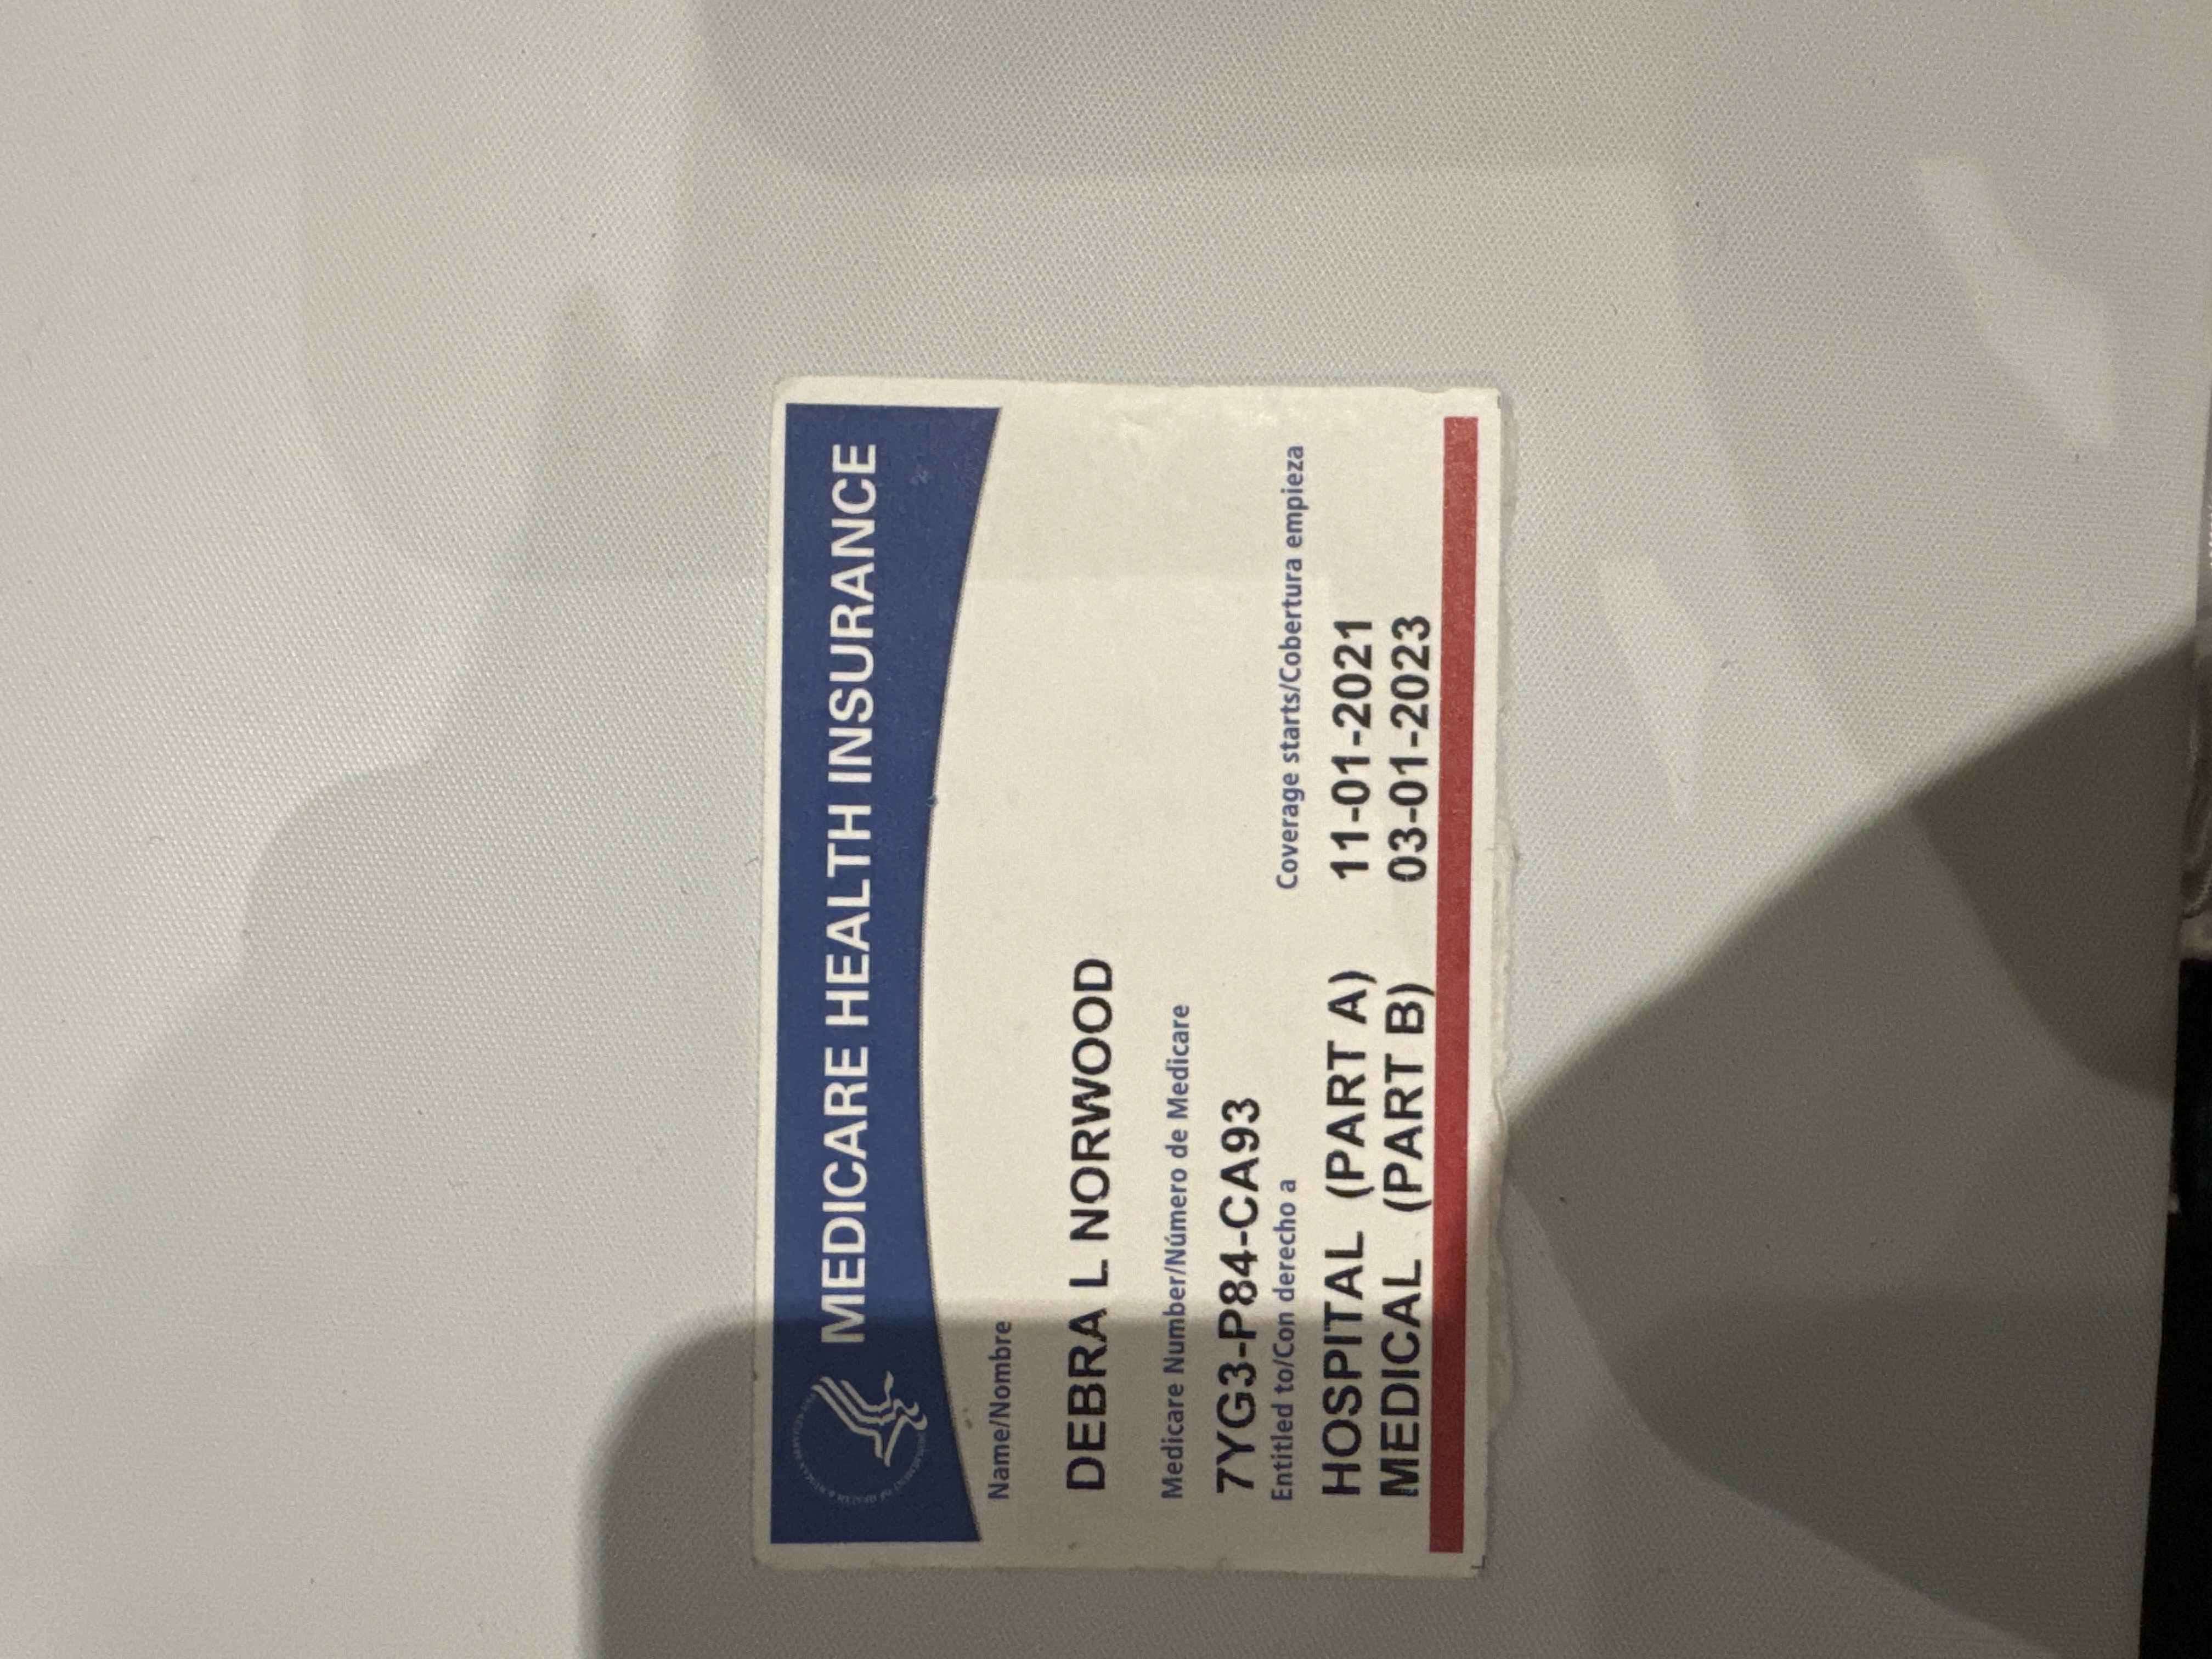 MEDICARE HEALTH INSURANCE
Name/Nombre
DEBRA L NORWOOD
Medicare Number/Número de Medicare
7YG3-P84-CA93
Entitled to/Con derecho a
Coverage starts/Cobertura empieza
HOSPITAL (PART A) 11-01-2021
MEDICAL (PART B) 03-01-2023